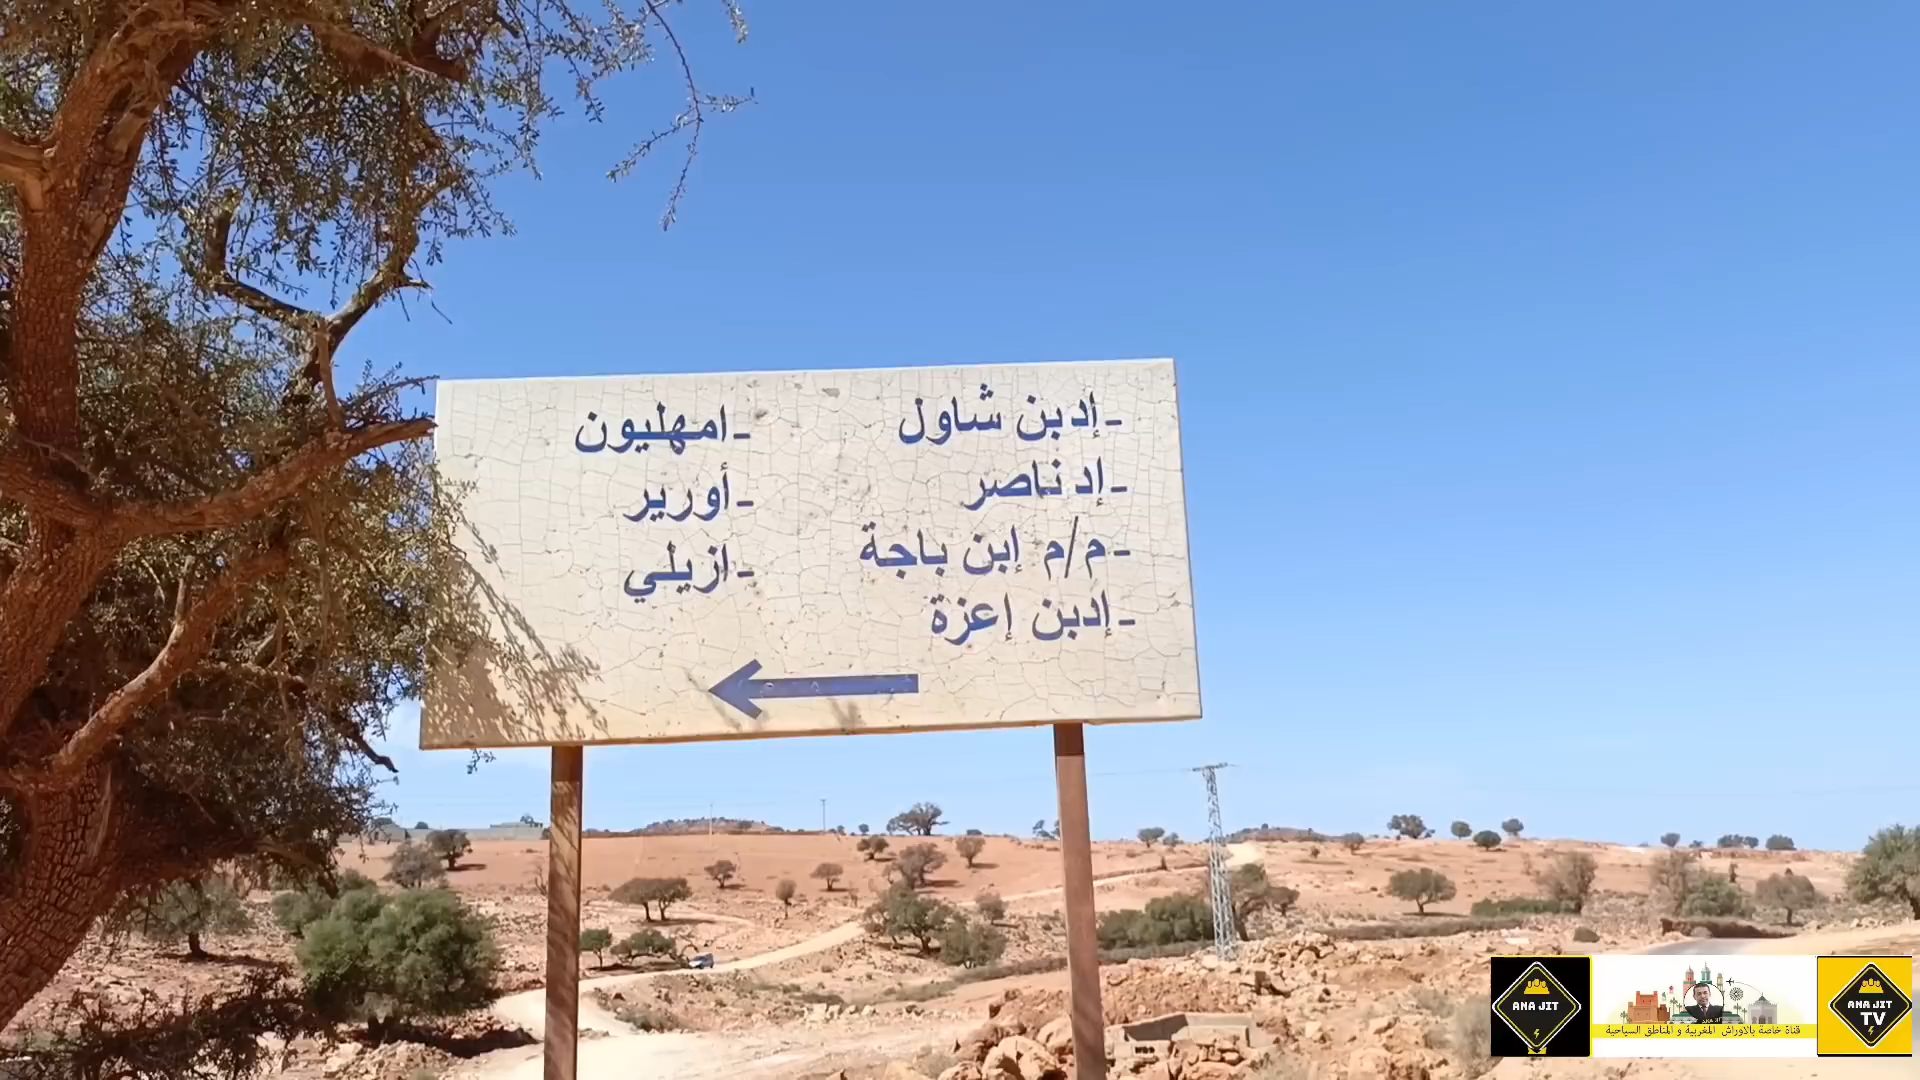 -إدبن شاول
-إد ناصر
-م/م إبن باجة
-إدبن إعزة
-امهليون
-أورير
-ازيلي
ANA JIT
قناة خاصة بالاوراش المغربية و المناطق السياحية
ANA JIT
TV